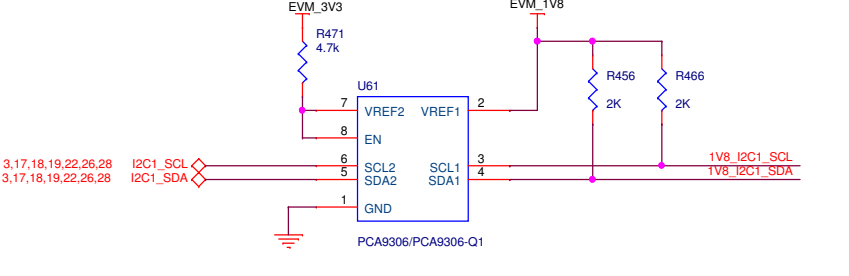 EVM_3V3
EVM_1V8
R471
4.7k
R456
2K
R466
2K
U61
7
VREF2
VREF1
2
8
EN
3,17,18,19,22,26,28
I2C1_SCL
6
SCL2
SCL1
3
1V8_I2C1_SCL
3,17,18,19,22,26,28
I2C1_SDA
5
SDA2
SDA1
4
1V8_I2C1_SDA
1
GND
PCA9306/PCA9306-Q1